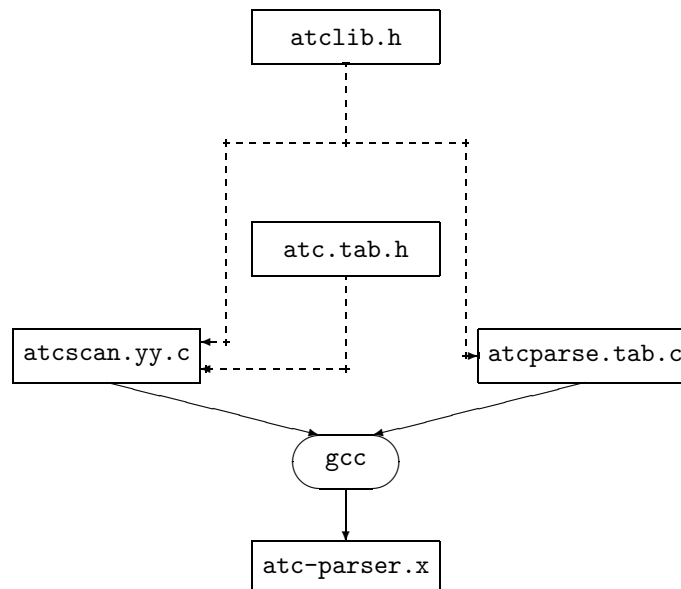 atclib.h
atc.tab.h
atcscan.yy.c
atcparse.tab.c
gcc
atc-parser.x